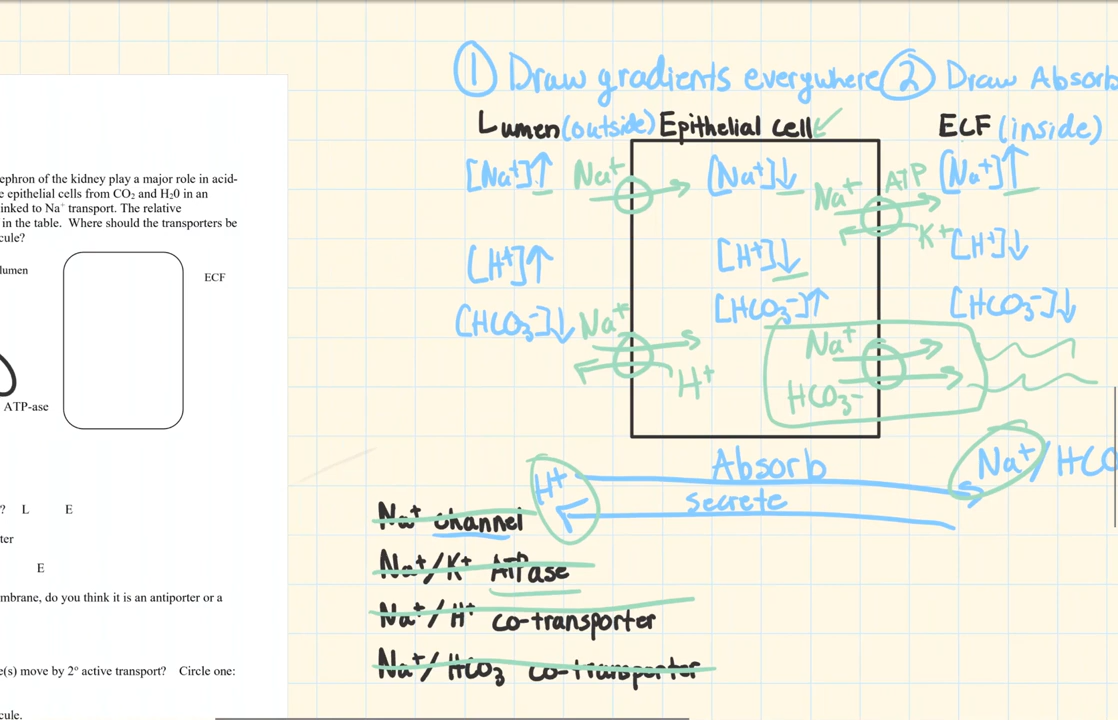 ① Draw gradients everywhere ② Draw Absorb
Lumen (outside) Epithelial cell ECF (inside)
[Na⁺]↑ Na⁺ [Na⁺]↓ Na⁺ ATP [Na⁺]↑
K⁺
[H⁺]↑ [H⁺]↓ [H⁺]↓
[HCO₃⁻]↓ [HCO₃⁻]↑ [HCO₃⁻]↓
Na⁺ H⁺
Na⁺
HCO₃⁻
Absorb Na⁺/HCO
H⁺ secrete
Na⁺ channel
Na⁺/K⁺ ATPase
Na⁺/H⁺ co-transporter
Na⁺/HCO₃ co-transporter
ephron of the kidney play a major role in acid-
e epithelial cells from CO₂ and H₂0 in an
inked to Na⁺ transport. The relative
in the table. Where should the transporters be
cule?
lumen ECF
ATP-ase
? L E
ter
E
mbrane, do you think it is an antiporter or a
e(s) move by 2° active transport? Circle one:
cule.